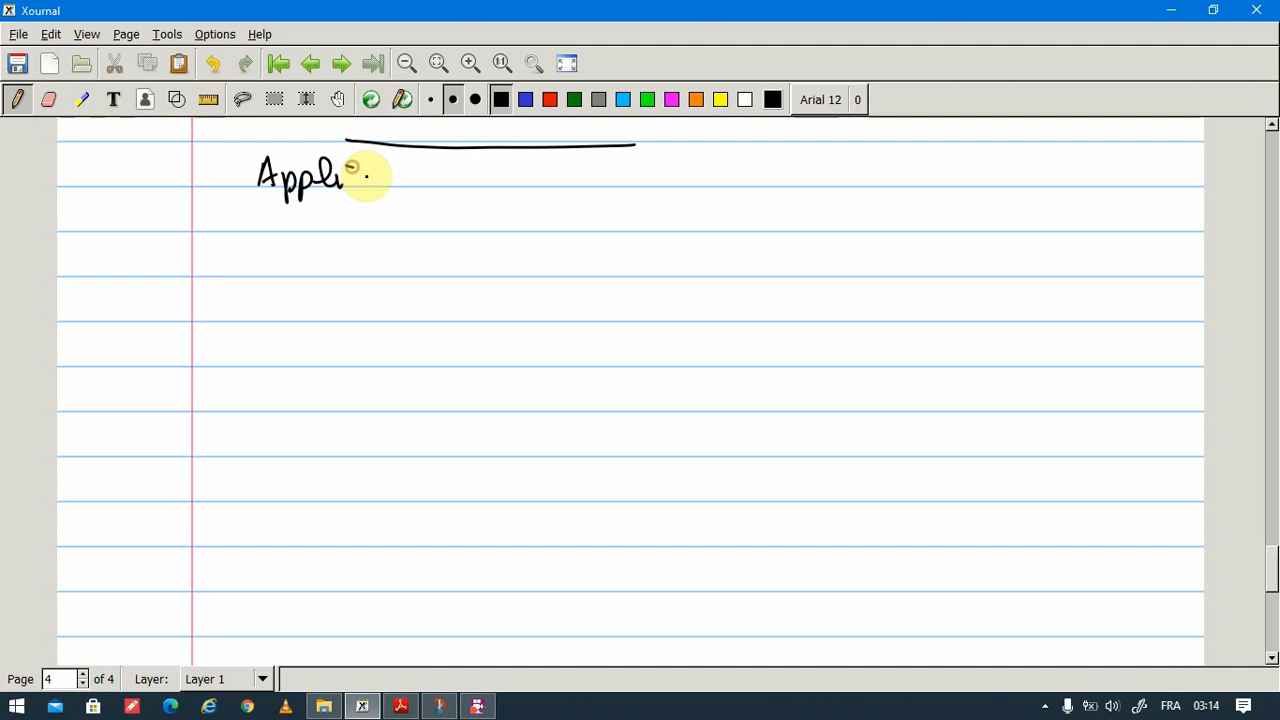 Xournal
File Edit View Page Tools Options Help
T Arial 12 0
Appli
Page 4 of 4 Layer: Layer 1
FRA 03:14